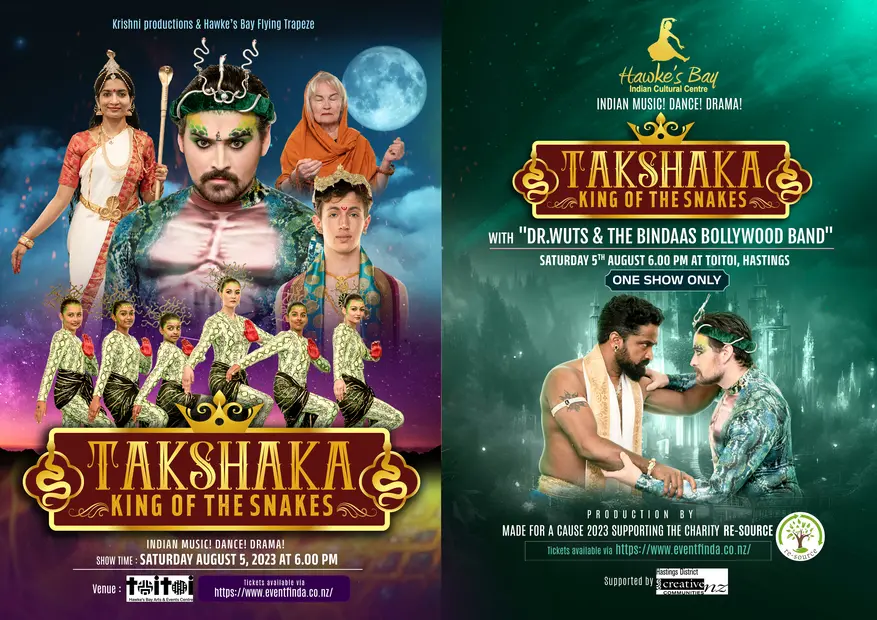 Krishnl productions & Hawke's Bay Flying Trapeze
TAKSHAKA
KING OF THE SNAKES
INDIAN MUSIC! DANCE! DRAMA!
SHOW TIME : SATURDAY AUGUST 5, 2023 AT 6.00 PM
Venue : toitoi
Hawke's Bay Arts & Events Centre
Tickets available via
https://www.eventfinda.co.nz/
Hawke's Bay
Indian Cultural Centre
INDIAN MUSIC! DANCE! DRAMA!
TAKSHAKA
KING OF THE SNAKES
WITH "DR.WUTS & THE BINDAAS BOLLYWOOD BAND"
SATURDAY 5TH AUGUST 6.00 PM AT TOITOI, HASTINGS
ONE SHOW ONLY
PRODUCTION BY
MADE FOR A CAUSE 2023 SUPPORTING THE CHARITY RE-SOURCE
Tickets available via https://www.eventfinda.co.nz/
re-source
Supported by
Hastings District
creative nz
COMMUNITIES